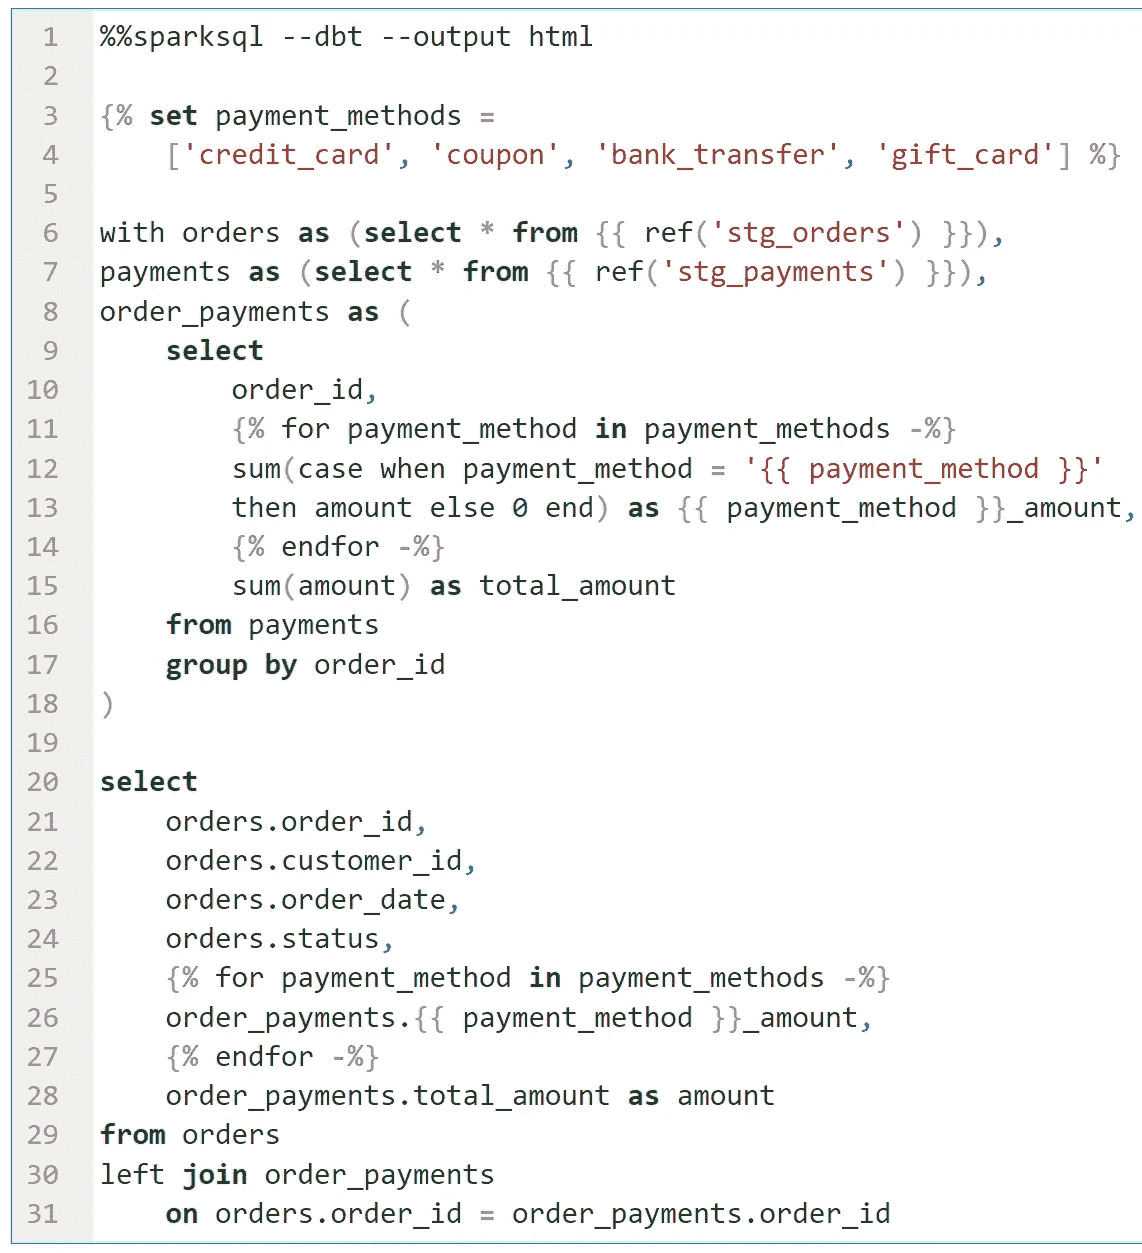 1 %%sparksql --dbt --output html
2
3 {% set payment_methods =
4     ['credit_card', 'coupon', 'bank_transfer', 'gift_card'] %}
5
6 with orders as (select * from {{ ref('stg_orders') }}),
7 payments as (select * from {{ ref('stg_payments') }}),
8 order_payments as (
9     select
10         order_id,
11         {% for payment_method in payment_methods -%}
12         sum(case when payment_method = '{{ payment_method }}'
13         then amount else 0 end) as {{ payment_method }}_amount,
14         {% endfor -%}
15         sum(amount) as total_amount
16     from payments
17     group by order_id
18 )
19
20 select
21     orders.order_id,
22     orders.customer_id,
23     orders.order_date,
24     orders.status,
25     {% for payment_method in payment_methods -%}
26     order_payments.{{ payment_method }}_amount,
27     {% endfor -%}
28     order_payments.total_amount as amount
29 from orders
30 left join order_payments
31     on orders.order_id = order_payments.order_id